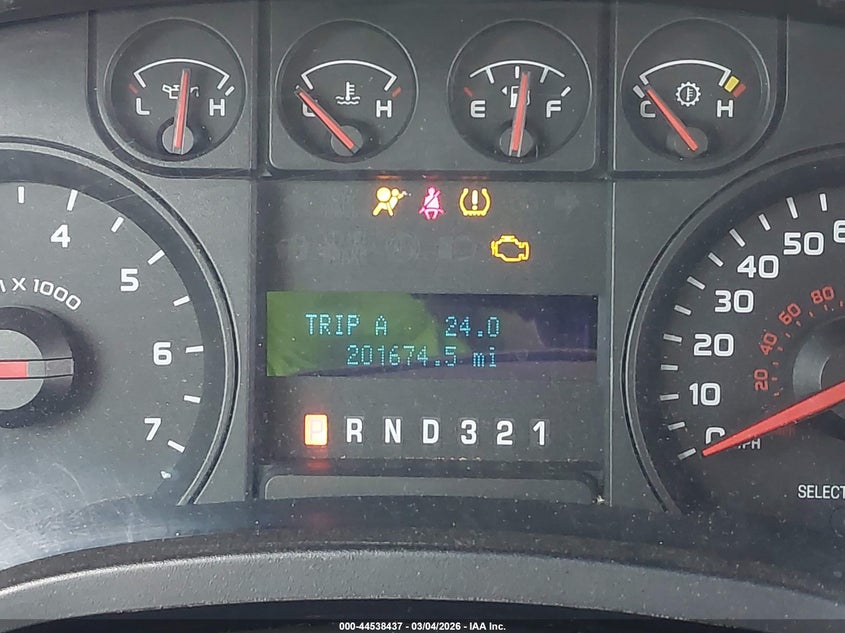 L H
C H
E F
C H
4
5
6
7
X 1000
TRIP A 24.0
201674.5 mi
P R N D 3 2 1
50
40
30
20
10
0
80
60
40
20
MPH
SELECT
000-44538437 - 03/04/2026 - IAA Inc.